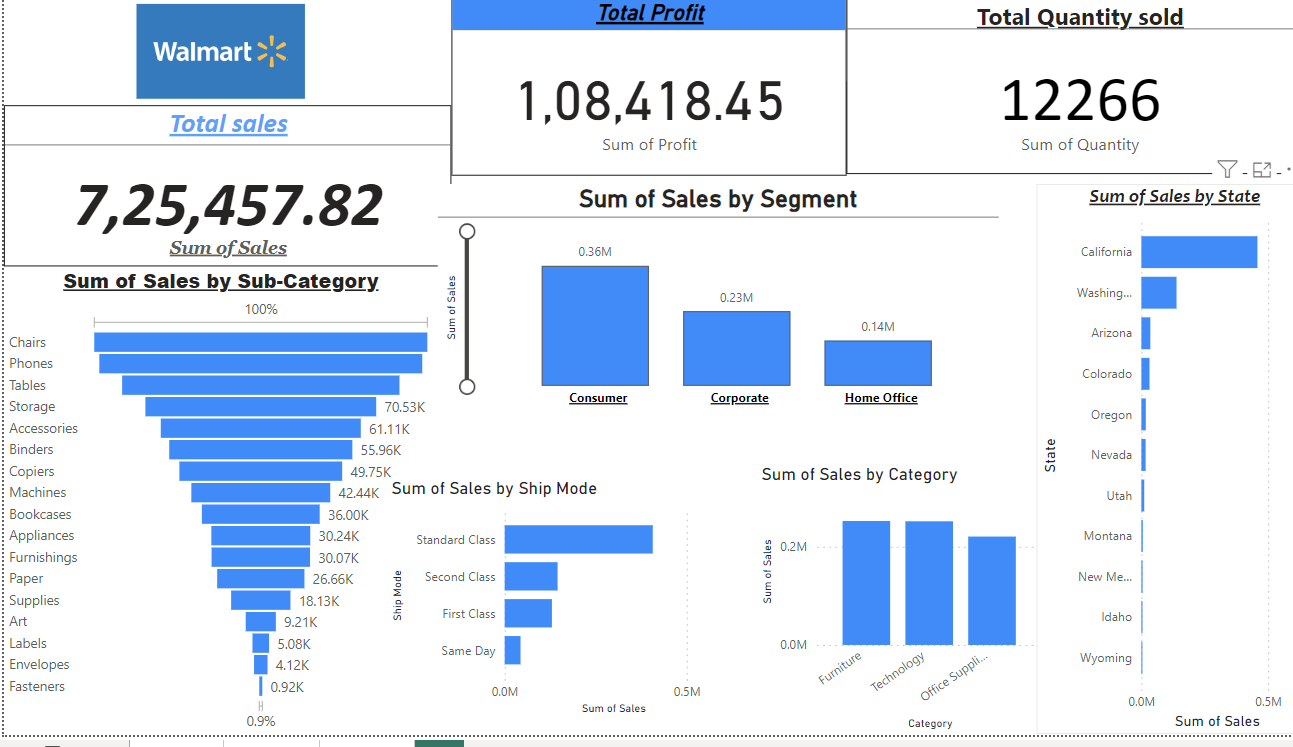 Walmart
Total sales
7,25,457.82
Sum of Sales
Total Profit
1,08,418.45
Sum of Profit
Total Quantity sold
12266
Sum of Quantity
Sum of Sales by Sub-Category
100%
Chairs
Phones
Tables
Storage 70.53K
Accessories 61.11K
Binders 55.96K
Copiers 49.75K
Machines 42.44K
Bookcases 36.00K
Appliances 30.24K
Furnishings 30.07K
Paper 26.66K
Supplies 18.13K
Art 9.21K
Labels 5.08K
Envelopes 4.12K
Fasteners 0.92K
0.9%
Sum of Sales by Segment
Sum of Sales
0.36M 0.23M 0.14M
Consumer Corporate Home Office
Sum of Sales by Ship Mode
Ship Mode
Standard Class
Second Class
First Class
Same Day
0.0M 0.5M
Sum of Sales
Sum of Sales by Category
Sum of Sales
0.2M
0.0M
Furniture Technology Office Suppli...
Category
Sum of Sales by State
State
California
Washing...
Arizona
Colorado
Oregon
Nevada
Utah
Montana
New Me...
Idaho
Wyoming
0.0M 0.5M
Sum of Sales